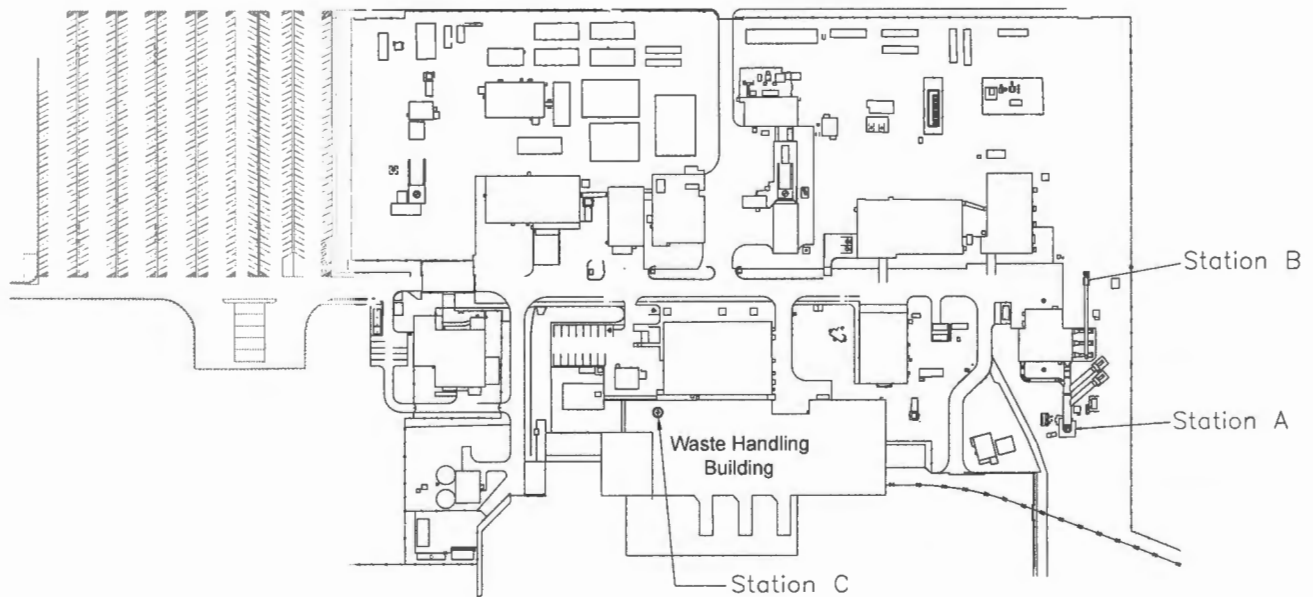 Station B
Station A
Waste Handling
Building
Station C